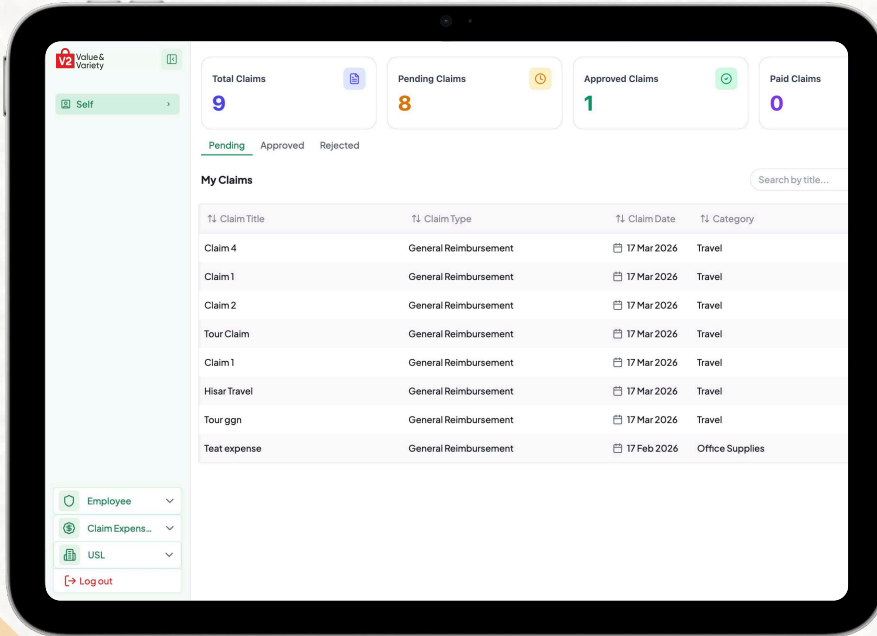 V2 Value &
Variety
Self
Total Claims
9
Pending Claims
8
Approved Claims
1
Paid Claims
0
Pending Approved Rejected
My Claims
Search by title...
Claim Title Claim Type Claim Date Category
Claim 4 General Reimbursement 17 Mar 2026 Travel
Claim 1 General Reimbursement 17 Mar 2026 Travel
Claim 2 General Reimbursement 17 Mar 2026 Travel
Tour Claim General Reimbursement 17 Mar 2026 Travel
Claim 1 General Reimbursement 17 Mar 2026 Travel
Hisar Travel General Reimbursement 17 Mar 2026 Travel
Tour ggn General Reimbursement 17 Mar 2026 Travel
Teat expense General Reimbursement 17 Feb 2026 Office Supplies
Employee
Claim Expens...
USL
Log out